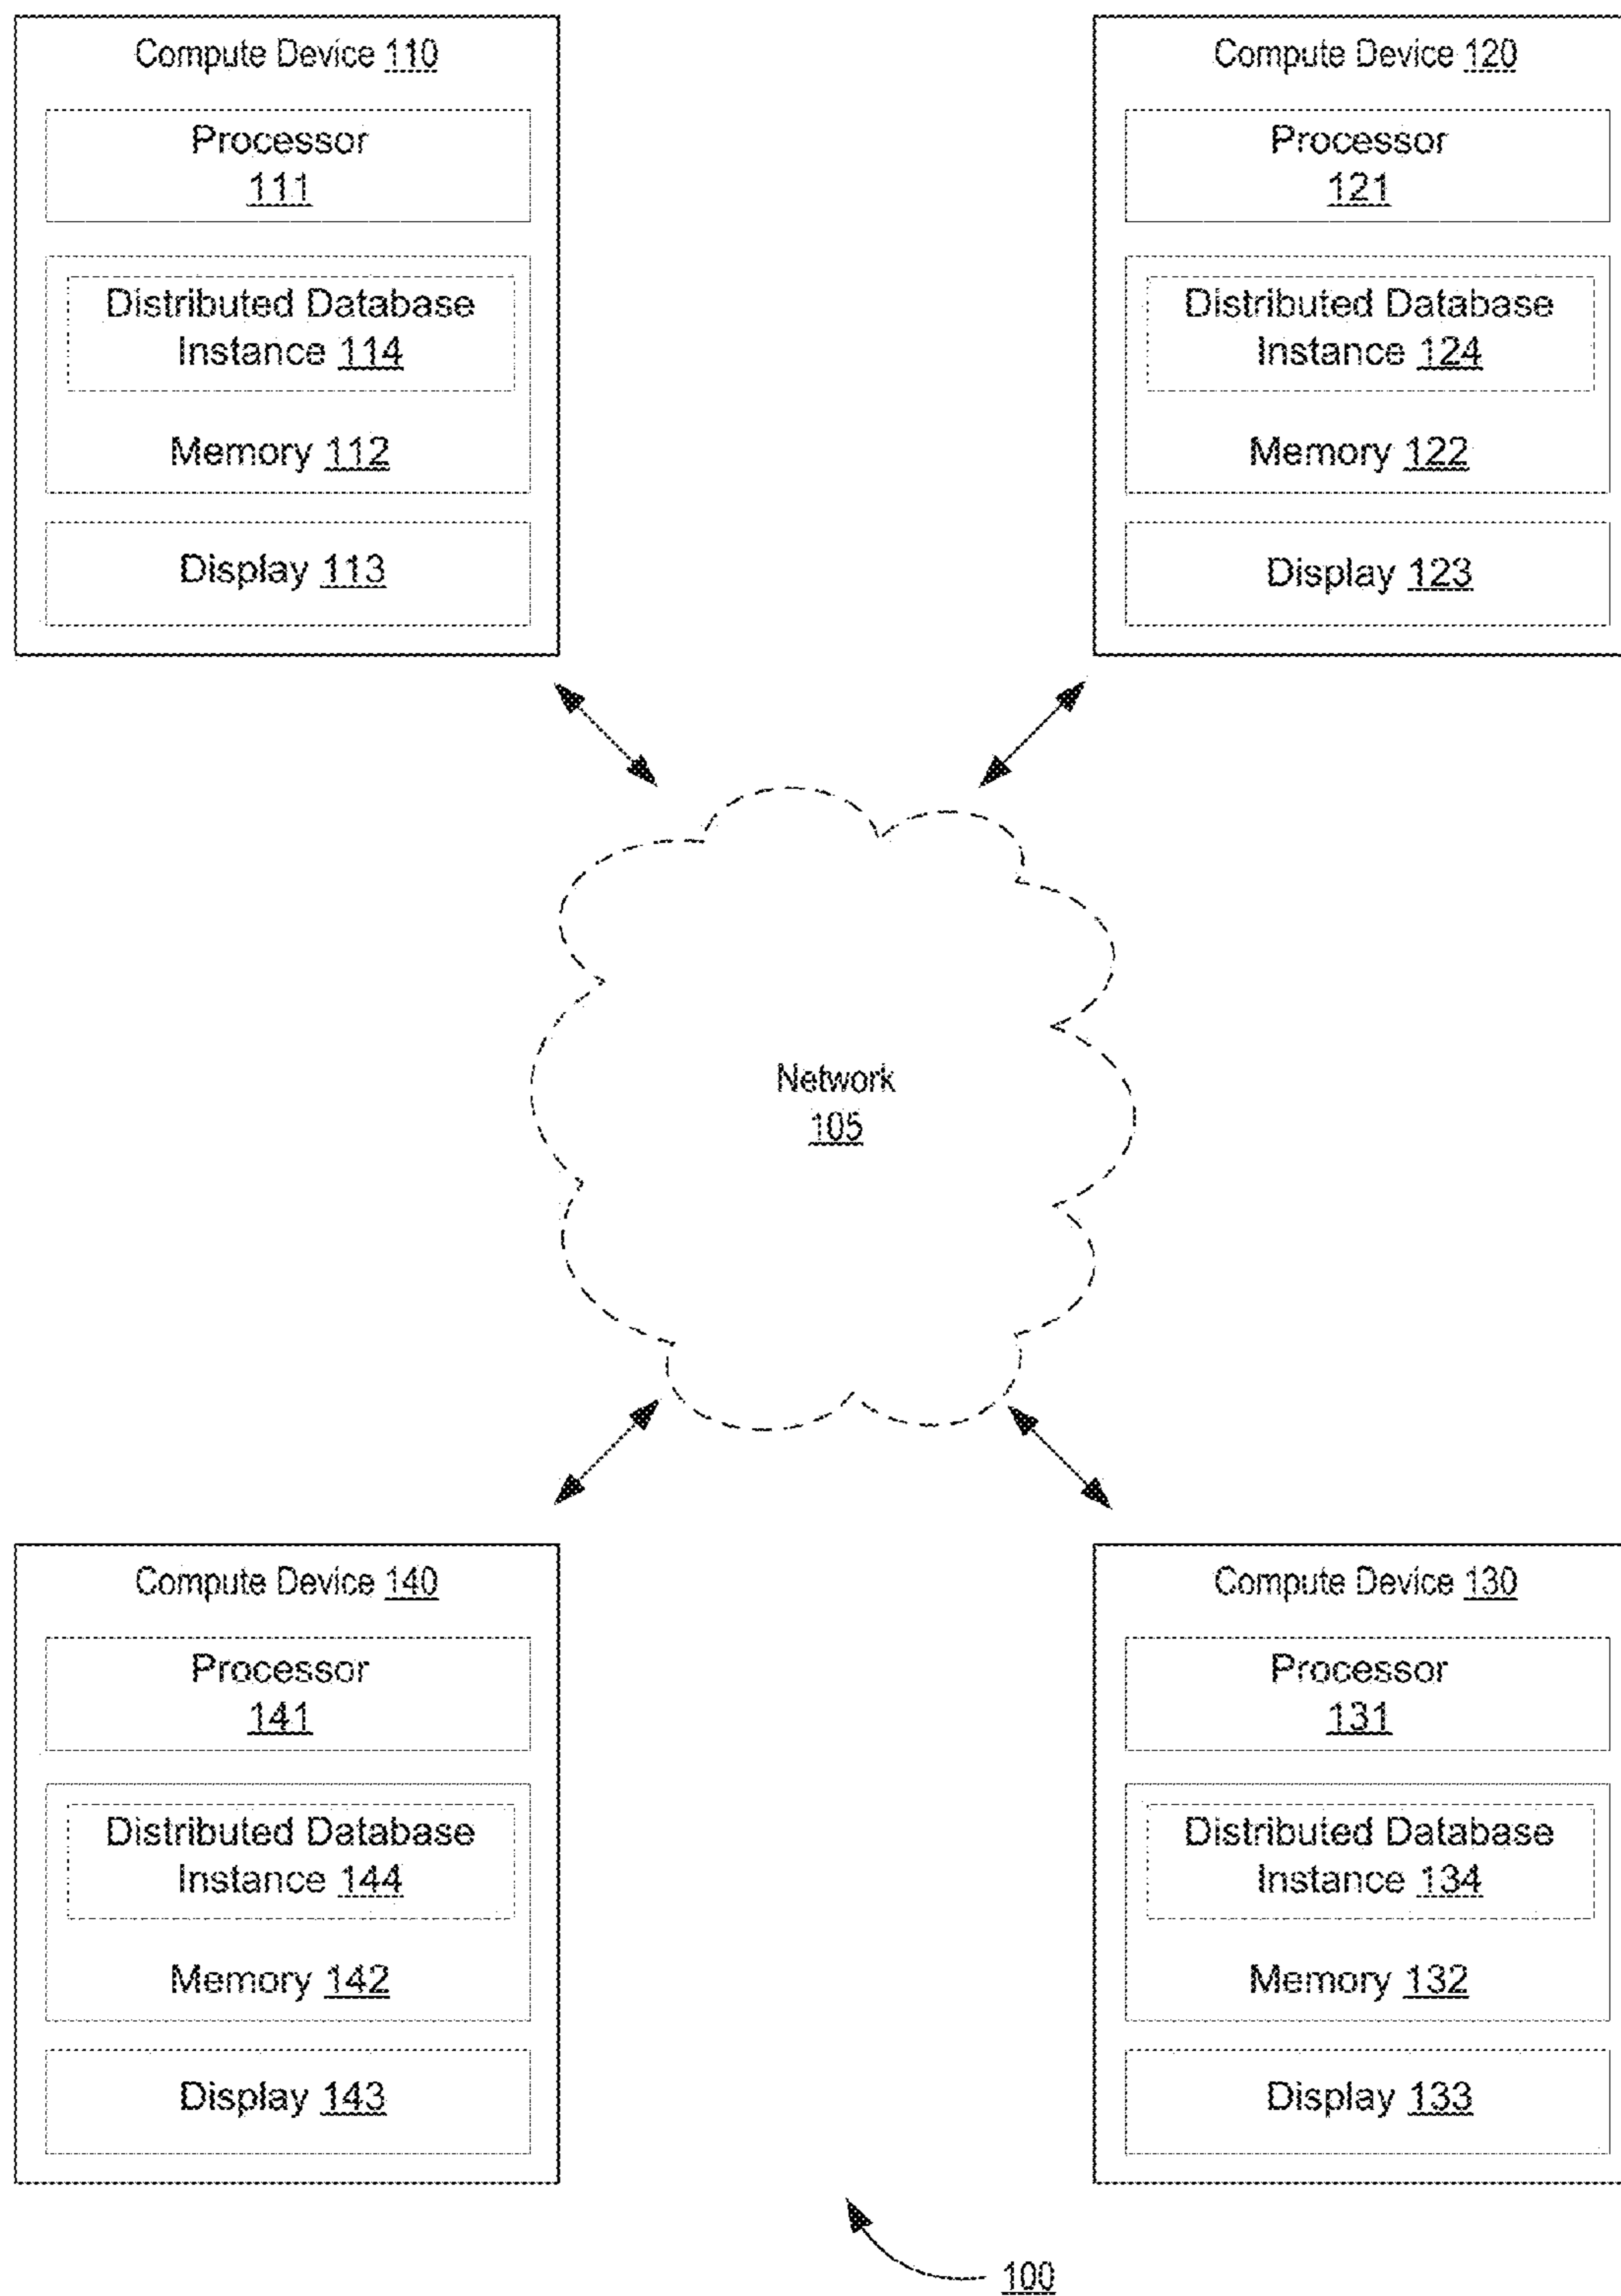 Compute Device 110
Processor
111
Distributed Database
Instance 114
Memory 112
Display 113
Compute Device 120
Processor
121
Distributed Database
Instance 124
Memory 122
Display 123
Network
105
Compute Device 140
Processor
141
Distributed Database
Instance 144
Memory 142
Display 143
Compute Device 130
Processor
131
Distributed Database
Instance 134
Memory 132
Display 133
100